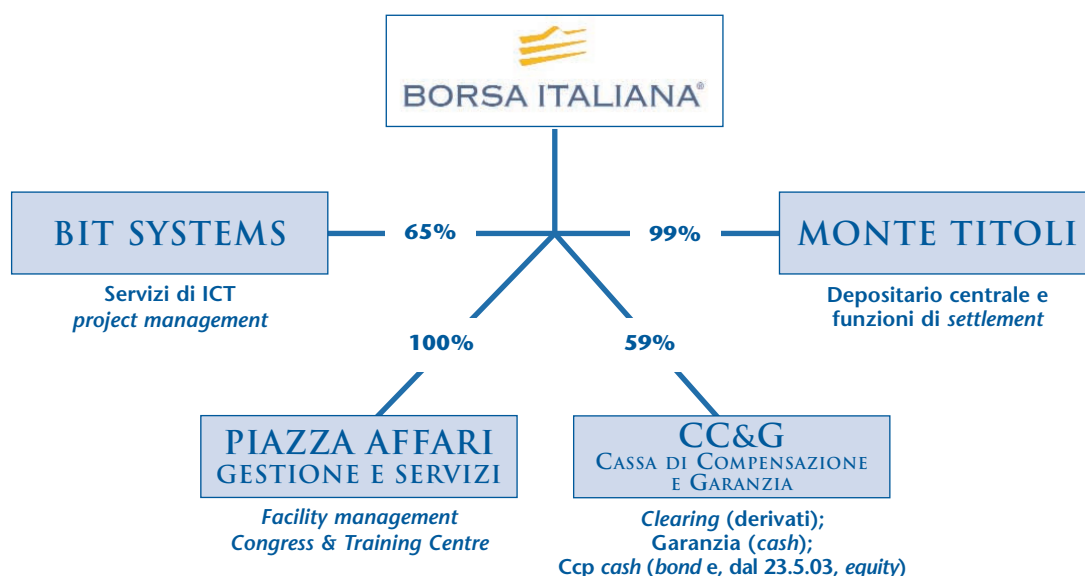 BORSA ITALIANA®
BIT SYSTEMS
65%
99%
MONTE TITOLI
Servizi di ICT
project management
Depositario centrale e
funzioni di settlement
100%
59%
PIAZZA AFFARI
GESTIONE E SERVIZI
CC&G
CASSA DI COMPENSAZIONE
E GARANZIA
Facility management
Congress & Training Centre
Clearing (derivati);
Garanzia (cash);
Ccp cash (bond e, dal 23.5.03, equity)